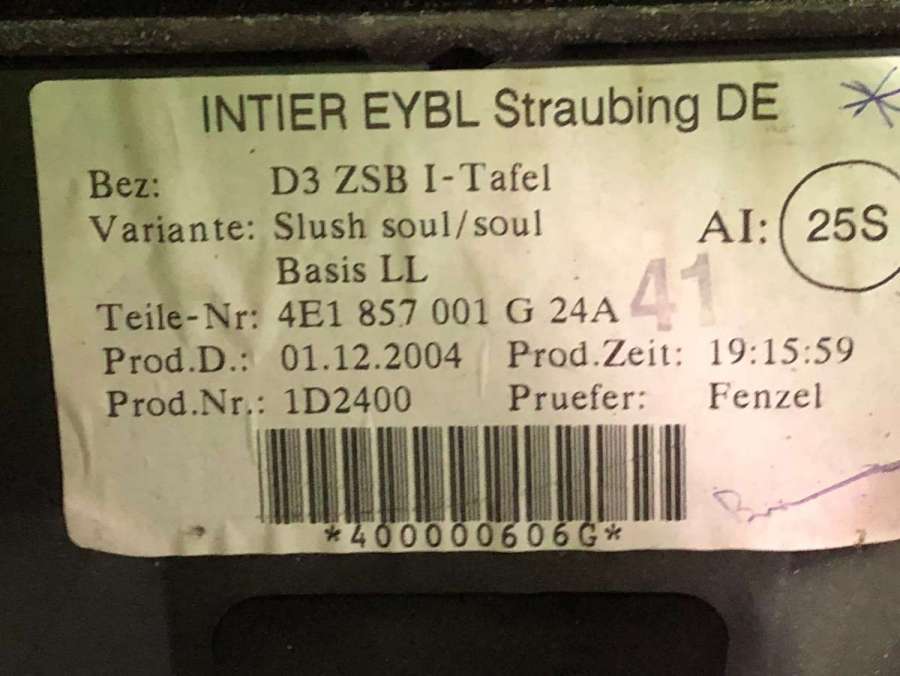 INTIER EYBL Straubing DE
Bez: D3 ZSB I-Tafel
Variante: Slush soul/soul AI: 25S
Basis LL
41
Teile-Nr: 4E1 857 001 G 24A
Prod.D.: 01.12.2004 Prod.Zeit: 19:15:59
Prod.Nr.: 1D2400 Pruefer: Fenzel
*400000606G*